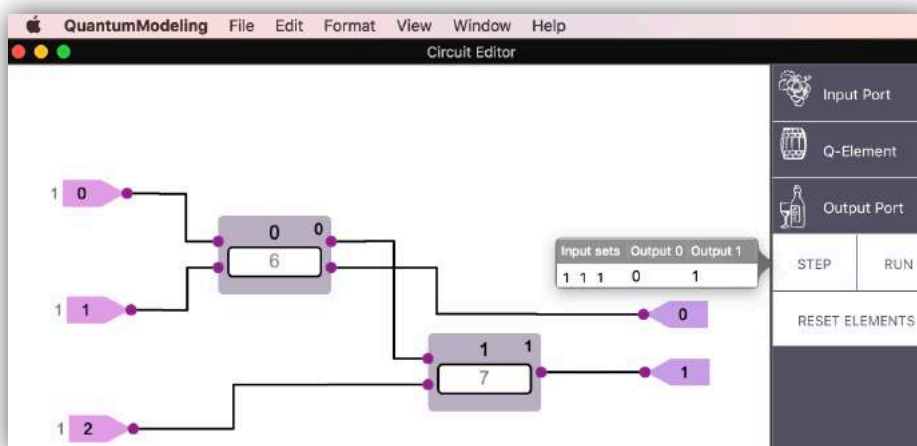 QuantumModeling File Edit Format View Window Help
Circuit Editor
Input Port
Q-Element
Output Port
STEP RUN
RESET ELEMENTS
1 0
0 0
6
1 1
Input sets Output 0 Output 1
1 1 1 0 1
0
1 1
7
1
1 2